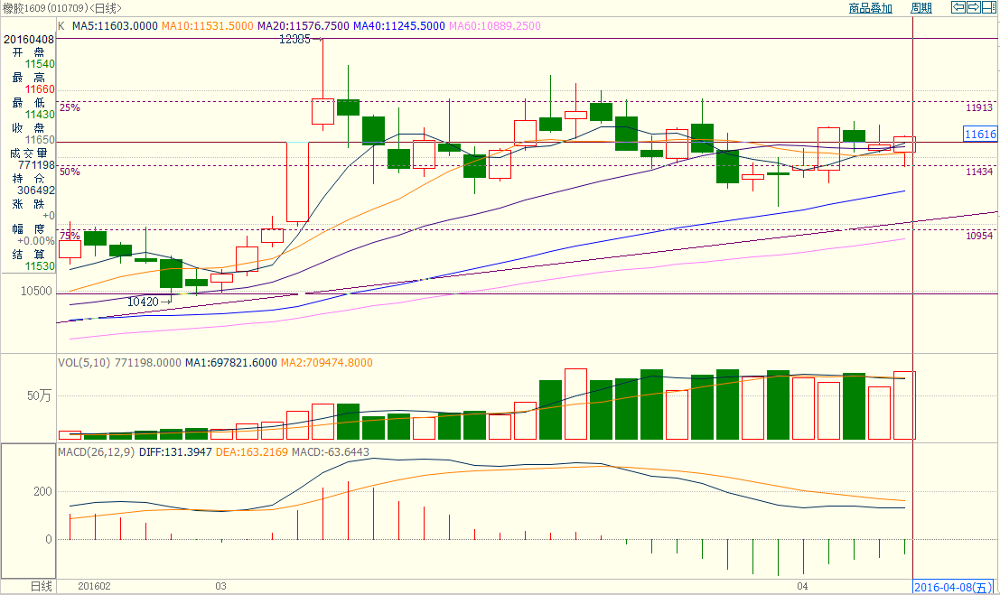 橡胶1609(010709)<日线> 商品叠加 周期
K MA5:11603.0000 MA10:11531.5000 MA20:11576.7500 MA40:11245.5000 MA60:10889.2500
20160408
开 盘
11540
最 高
11660
最 低
11430
收 盘
11650
成交量
771198
持 仓
306492
涨 跌
+0
幅 度
+0.00%
结 算
11530
10500
12385
25%
50%
75%
10420
11913
11616
11434
10954
VOL(5,10) 771198.0000 MA1:697821.6000 MA2:709474.8000
50万
MACD(26,12,9) DIFF:131.3947 DEA:163.2169 MACD:-63.6443
200
0
日线 201602 03 04 2016-04-08(五)